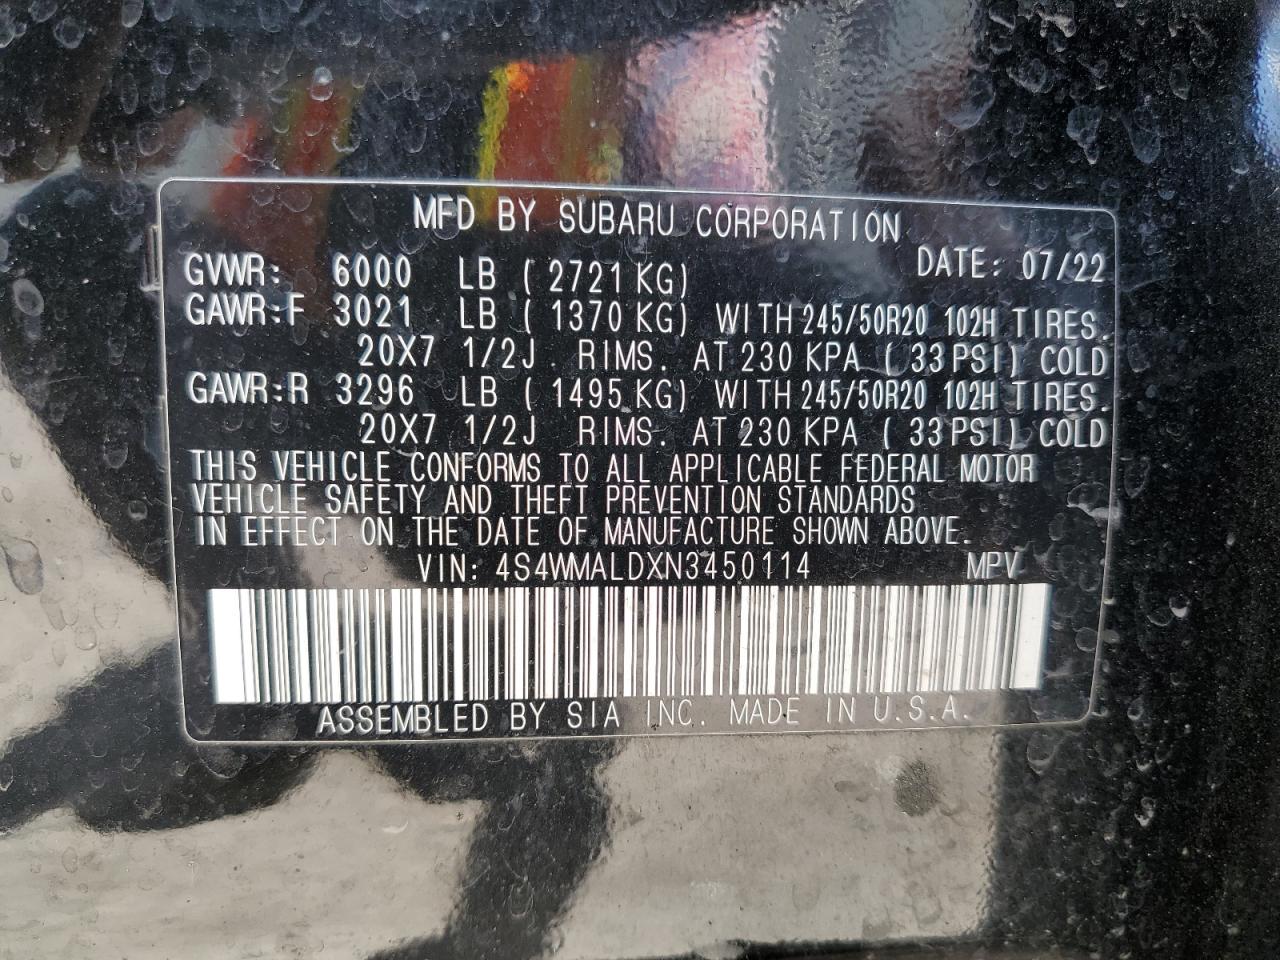 MFD BY SUBARU CORPORATION
DATE: 07/22
GVWR: 6000 LB ( 2721 KG)
GAWR:F 3021 LB ( 1370 KG) WITH 245/50R20 102H TIRES.
20X7 1/2J RIMS. AT 230 KPA ( 33 PSI) COLD
GAWR:R 3296 LB ( 1495 KG) WITH 245/50R20 102H TIRES.
20X7 1/2J RIMS. AT 230 KPA ( 33 PSI) COLD
THIS VEHICLE CONFORMS TO ALL APPLICABLE FEDERAL MOTOR
VEHICLE SAFETY AND THEFT PREVENTION STANDARDS
IN EFFECT ON THE DATE OF MANUFACTURE SHOWN ABOVE.
VIN: 4S4WMALDXN3450114 MPV
ASSEMBLED BY SIA INC. MADE IN U.S.A.